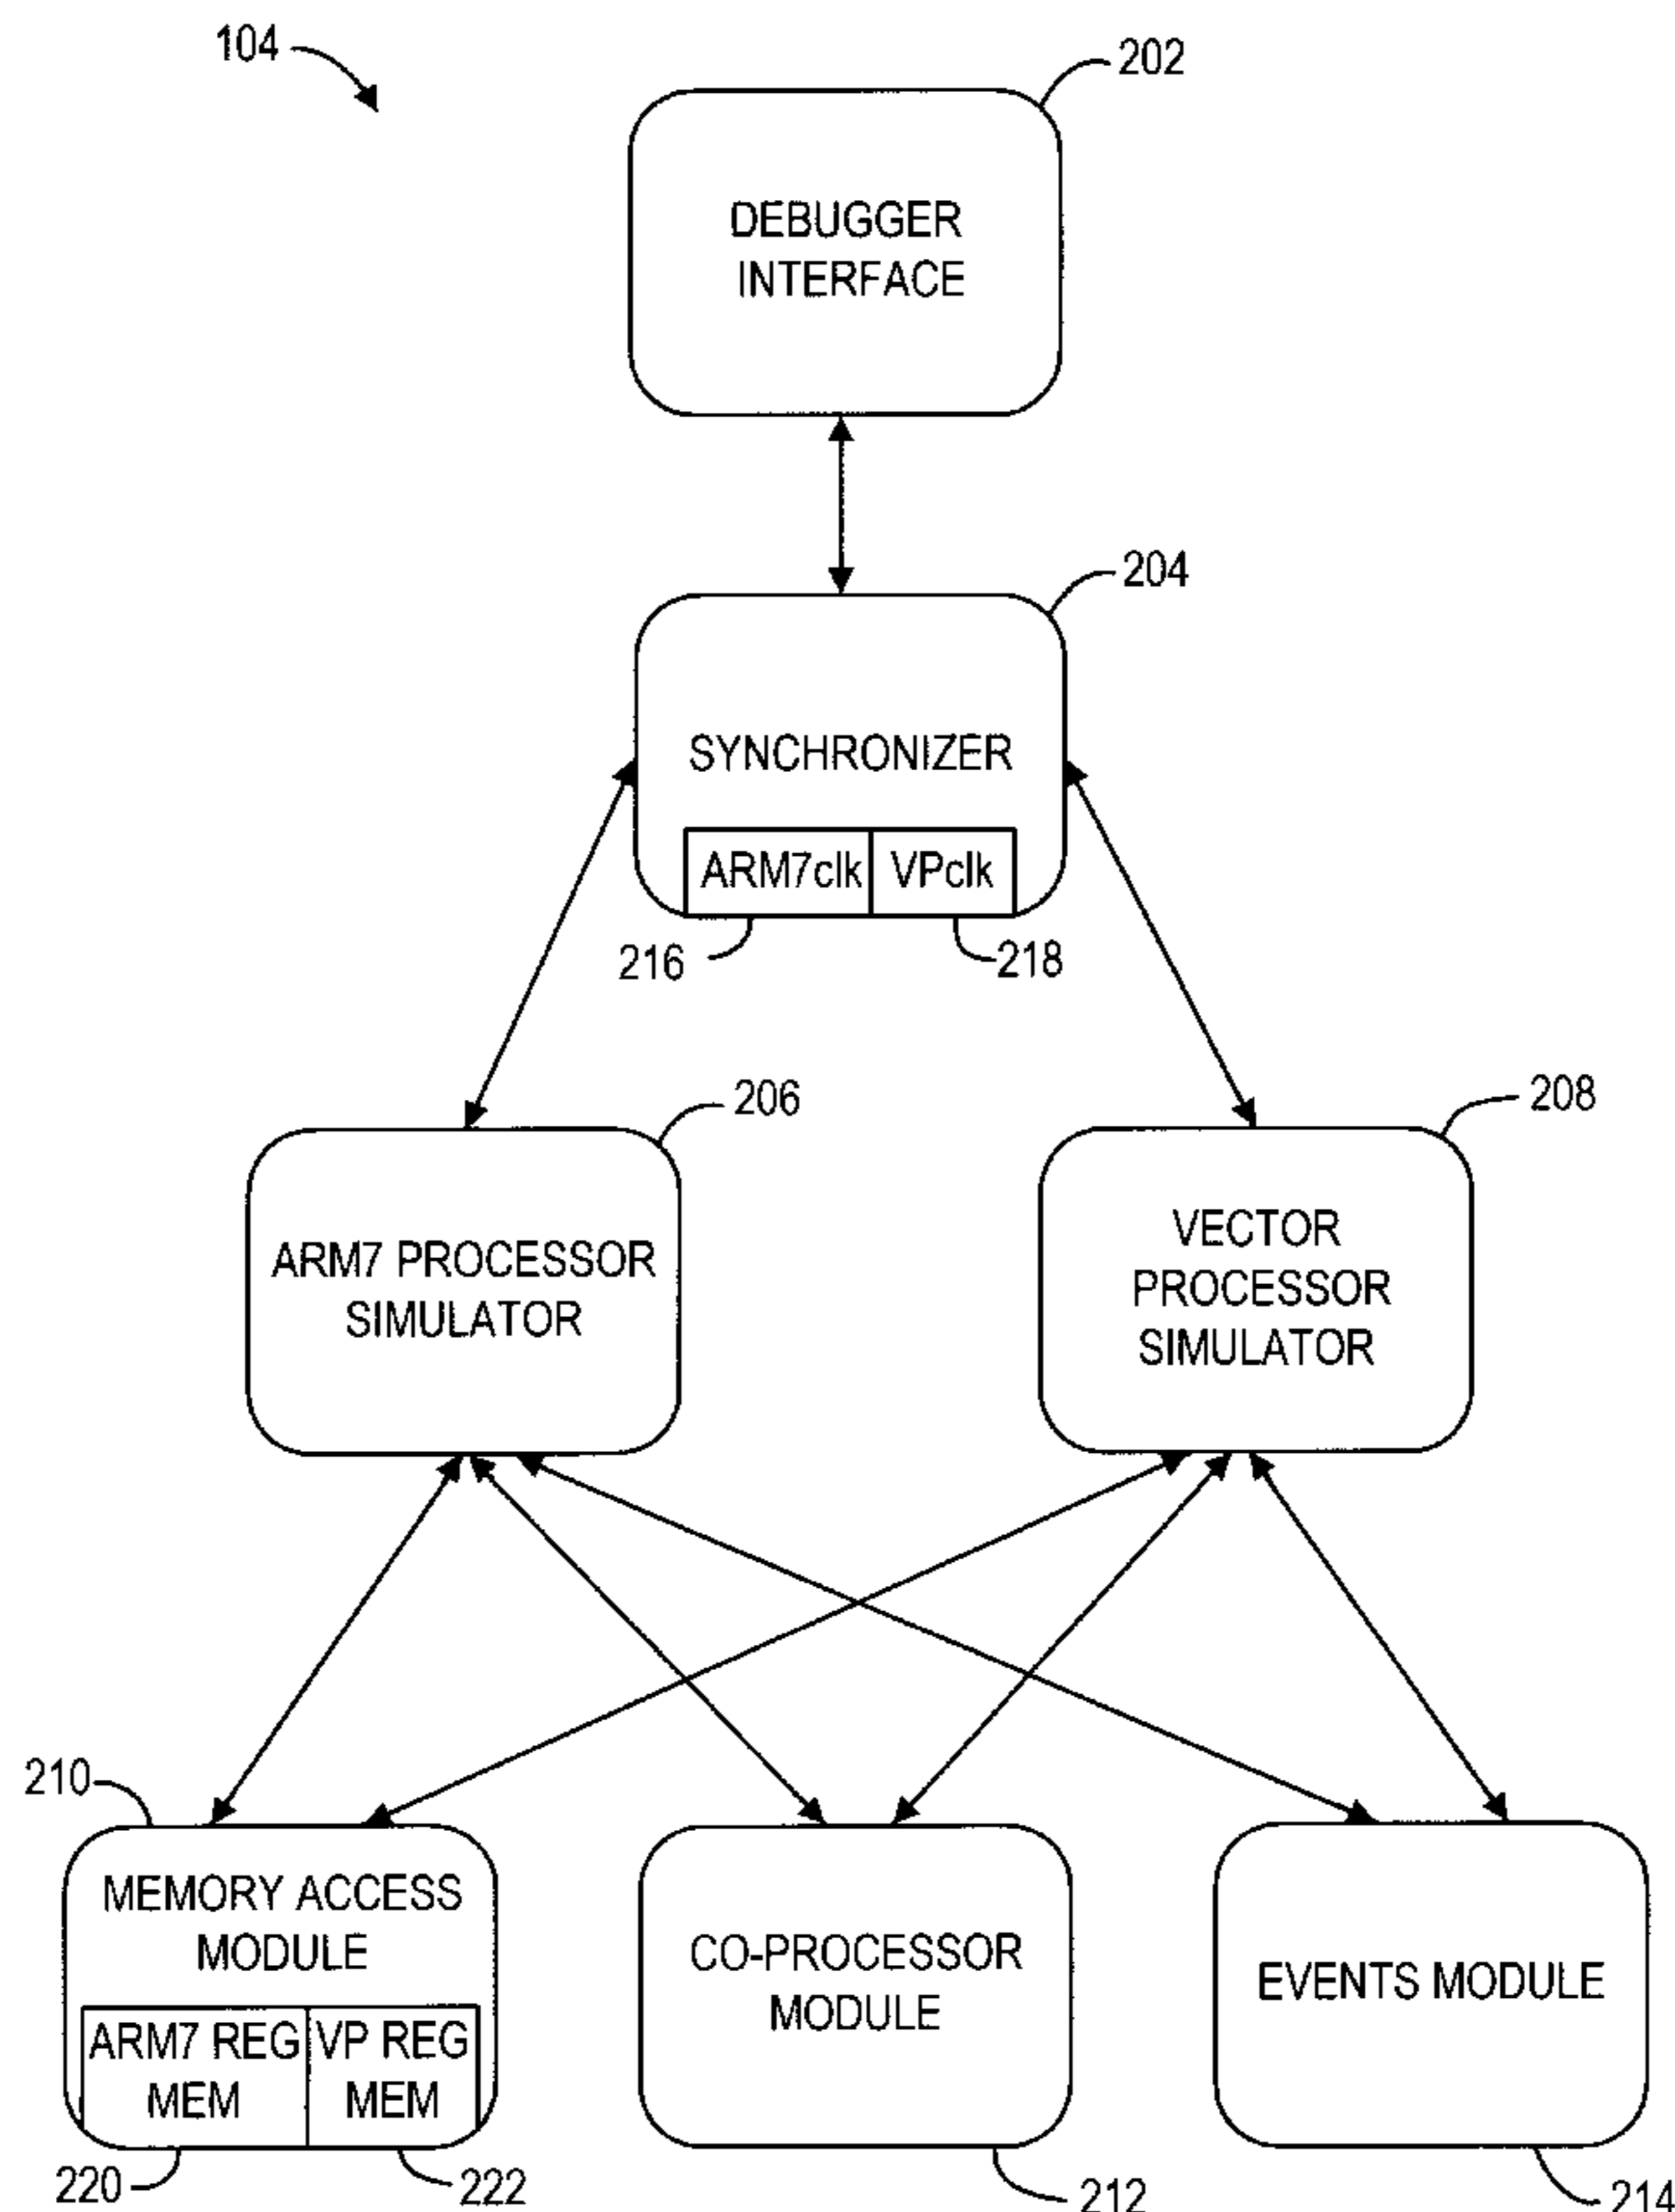 104
202
DEBUGGER
INTERFACE
204
SYNCHRONIZER
ARM7clk VPclk
216 218
206
208
ARM7 PROCESSOR
SIMULATOR
VECTOR
PROCESSOR
SIMULATOR
210
MEMORY ACCESS
MODULE
ARM7 REG
MEM
VP REG
MEM
CO-PROCESSOR
MODULE
EVENTS MODULE
220
222
212
214